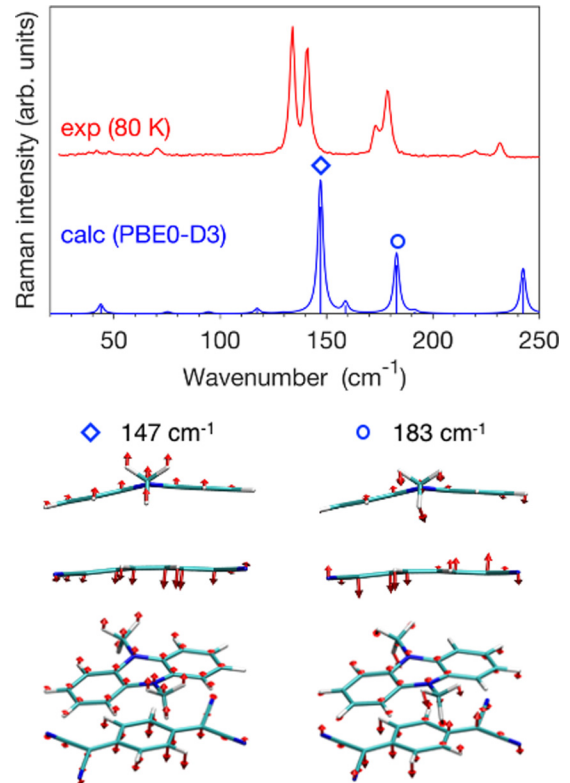 Raman intensity (arb. units)
exp (80 K)
calc (PBE0-D3)
50 100 150 200 250
Wavenumber (cm⁻¹)
147 cm⁻¹ 183 cm⁻¹